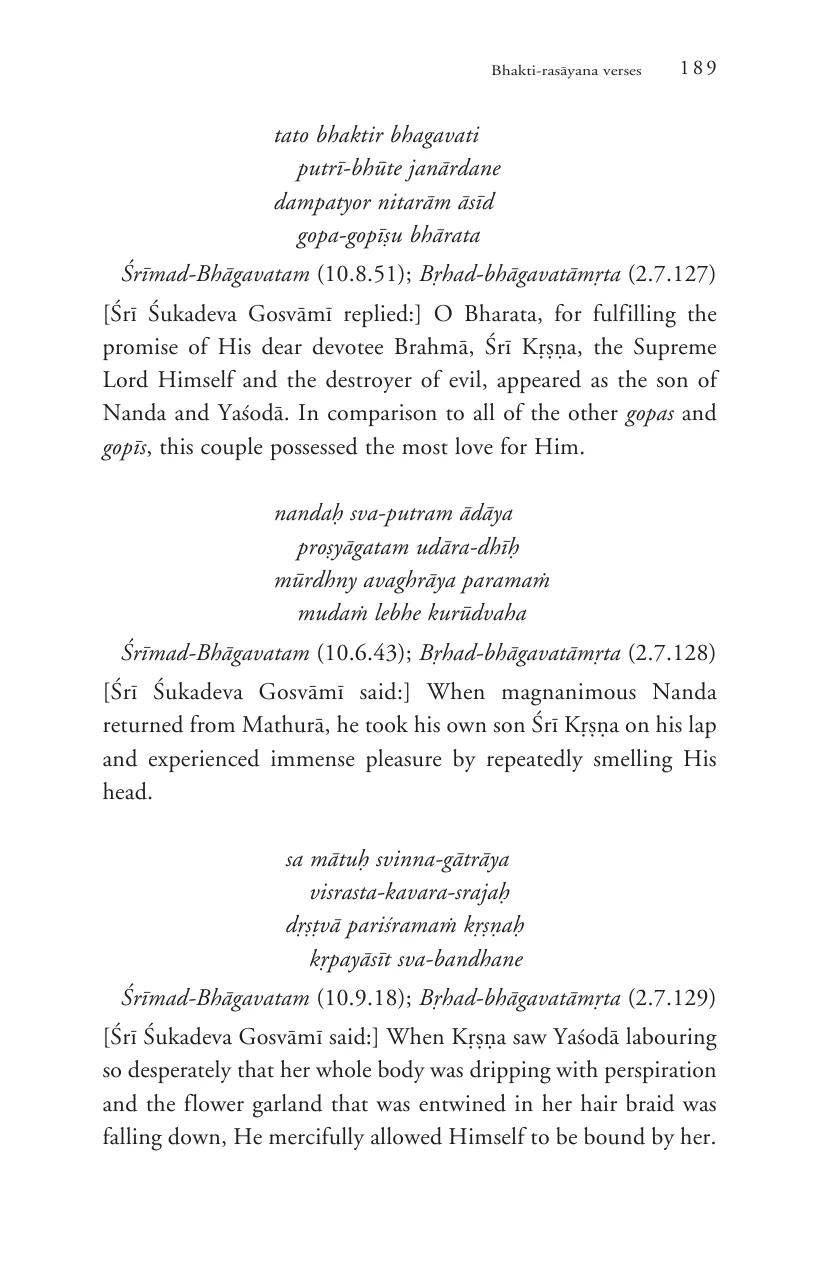 Bhakti-rasāyana verses 189
tato bhaktir bhagavati
putrī-bhūte janārdane
dampatyor nitarām āsīd
gopa-gopīṣu bhārata
Śrīmad-Bhāgavatam (10.8.51); Bṛhad-bhāgavatāmṛta (2.7.127)
[Śrī Śukadeva Gosvāmī replied:] O Bharata, for fulfilling the
promise of His dear devotee Brahmā, Śrī Kṛṣṇa, the Supreme
Lord Himself and the destroyer of evil, appeared as the son of
Nanda and Yaśodā. In comparison to all of the other gopas and
gopīs, this couple possessed the most love for Him.
nandaḥ sva-putram ādāya
proṣyāgatam udāra-dhīḥ
mūrdhny avaghrāya paramaṁ
mudaṁ lebhe kurūdvaha
Śrīmad-Bhāgavatam (10.6.43); Bṛhad-bhāgavatāmṛta (2.7.128)
[Śrī Śukadeva Gosvāmī said:] When magnanimous Nanda
returned from Mathurā, he took his own son Śrī Kṛṣṇa on his lap
and experienced immense pleasure by repeatedly smelling His
head.
sa mātuḥ svinna-gātrāya
visrasta-kavara-srajaḥ
dṛṣṭvā pariśramaṁ kṛṣṇaḥ
kṛpayāsīt sva-bandhane
Śrīmad-Bhāgavatam (10.9.18); Bṛhad-bhāgavatāmṛta (2.7.129)
[Śrī Śukadeva Gosvāmī said:] When Kṛṣṇa saw Yaśodā labouring
so desperately that her whole body was dripping with perspiration
and the flower garland that was entwined in her hair braid was
falling down, He mercifully allowed Himself to be bound by her.